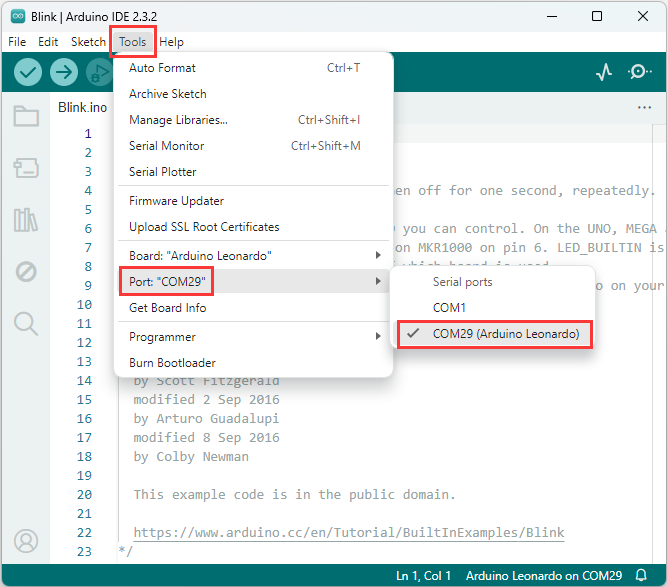 Blink | Arduino IDE 2.3.2
File Edit Sketch Tools Help
Blink.ino
Auto Format Ctrl+T
Archive Sketch
Manage Libraries... Ctrl+Shift+I
Serial Monitor Ctrl+Shift+M
Serial Plotter
Firmware Updater
Upload SSL Root Certificates
Board: "Arduino Leonardo"
Port: "COM29"
Get Board Info
Programmer
Burn Bootloader
Serial ports
COM1
COM29 (Arduino Leonardo)
1
2
3
4 en off for one second, repeatedly.
5
6 you can control. On the UNO, MEGA
7 on MKR1000 on pin 6. LED_BUILTIN is
8 which board is used
9 o on your
10
11
12
13
14 by Scott Fitzgerald
15 modified 2 Sep 2016
16 by Arturo Guadalupi
17 modified 8 Sep 2016
18 by Colby Newman
19
20 This example code is in the public domain.
21
22 https://www.arduino.cc/en/Tutorial/BuiltInExamples/Blink
23 */
Ln 1, Col 1 Arduino Leonardo on COM29